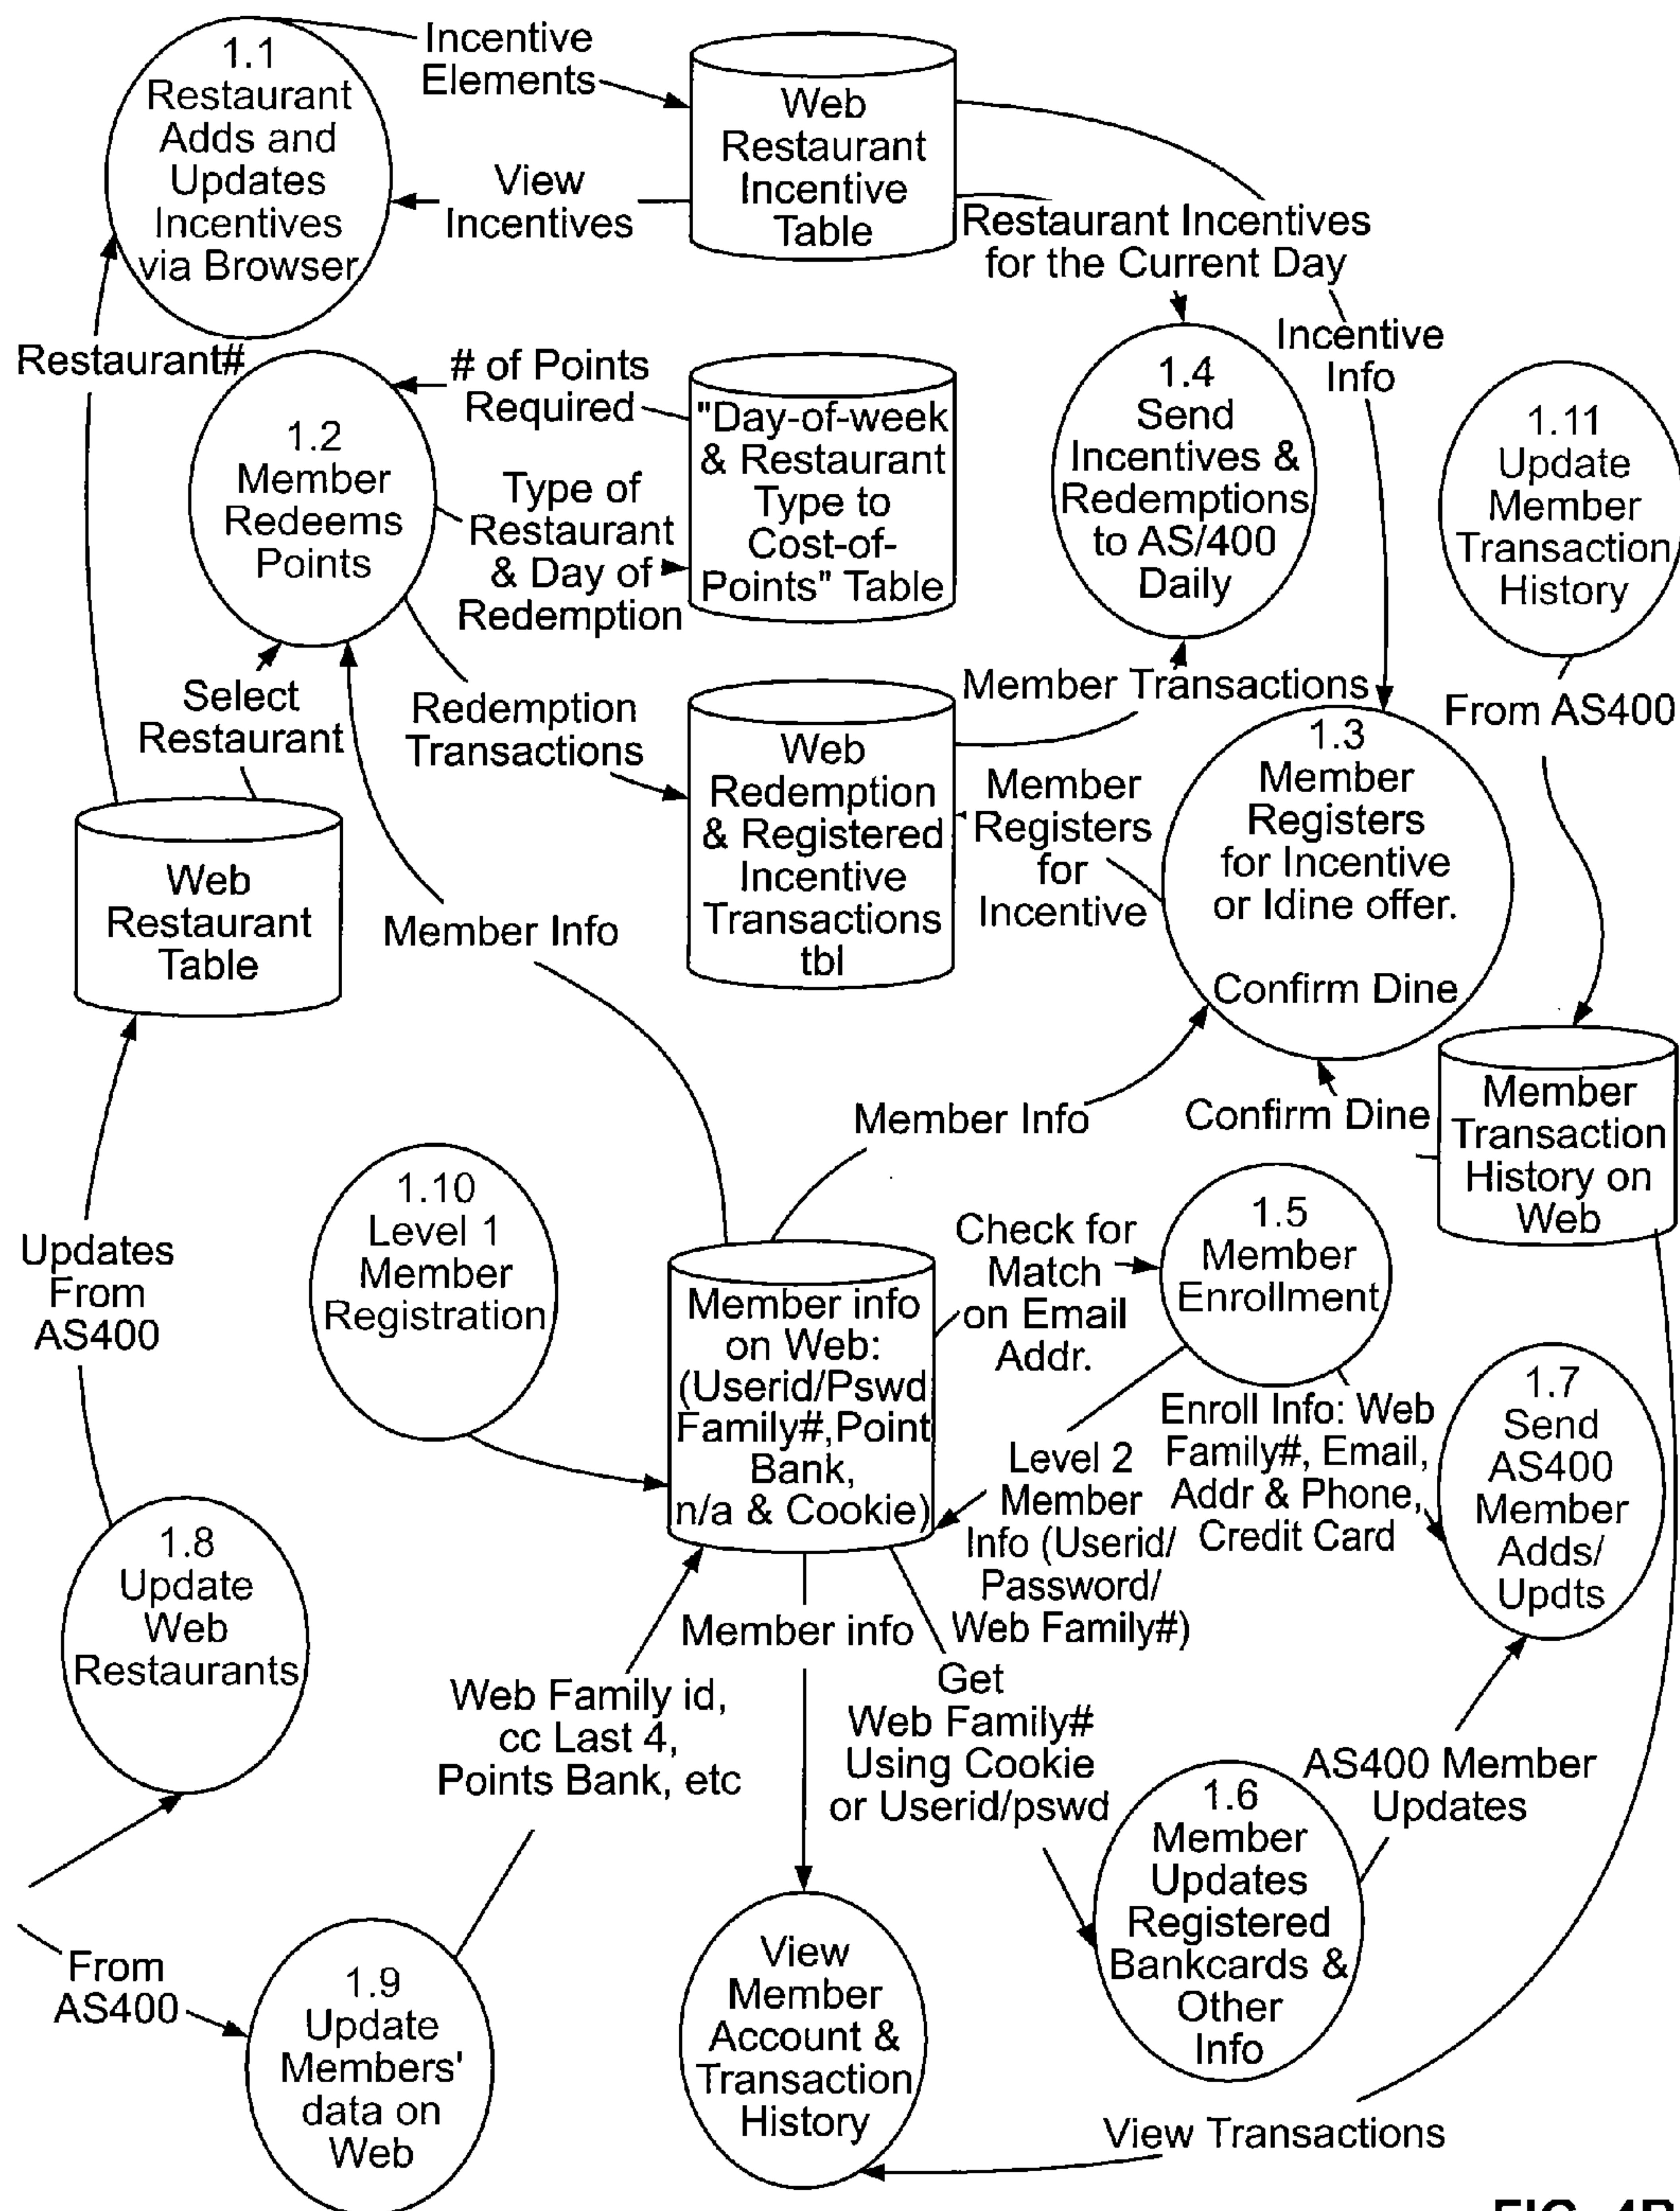 1.1
Restaurant
Adds and
Updates
Incentives
via Browser
Incentive
Elements
View
Incentives
Web
Restaurant
Incentive
Table
Restaurant Incentives
for the Current Day
Incentive
Info
Restaurant#
1.2
Member
Redeems
Points
# of Points
Required
Type of
Restaurant
& Day of
Redemption
"Day-of-week
& Restaurant
Type to
Cost-of-
Points" Table
1.4
Send
Incentives &
Redemptions
to AS/400
Daily
1.11
Update
Member
Transaction
History
From AS400
Select
Restaurant
Redemption
Transactions
Member Transactions
Web
Redemption
& Registered
Incentive
Transactions
tbl
Member
Registers
for
Incentive
1.3
Member
Registers
for Incentive
or Idine offer.
Confirm Dine
Web
Restaurant
Table
Member Info
Member Info
Confirm Dine
Member
Transaction
History on
Web
Updates
From
AS400
1.10
Level 1
Member
Registration
Member info
on Web:
(Userid/Pswd
Family#,Point
Bank,
n/a & Cookie)
Check for
Match
on Email
Addr.
1.5
Member
Enrollment
Level 2
Member
Info (Userid/
Password/
Web Family#)
Enroll Info: Web
Family#, Email,
Addr & Phone,
Credit Card
1.7
Send
AS400
Member
Adds/
Updts
1.8
Update
Web
Restaurants
Web Family id,
cc Last 4,
Points Bank, etc
Member info
Get
Web Family#
Using Cookie
or Userid/pswd
AS400 Member
Updates
1.6
Member
Updates
Registered
Bankcards &
Other
Info
From
AS400
1.9
Update
Members'
data on
Web
View
Member
Account &
Transaction
History
View Transactions
FIG. 4B